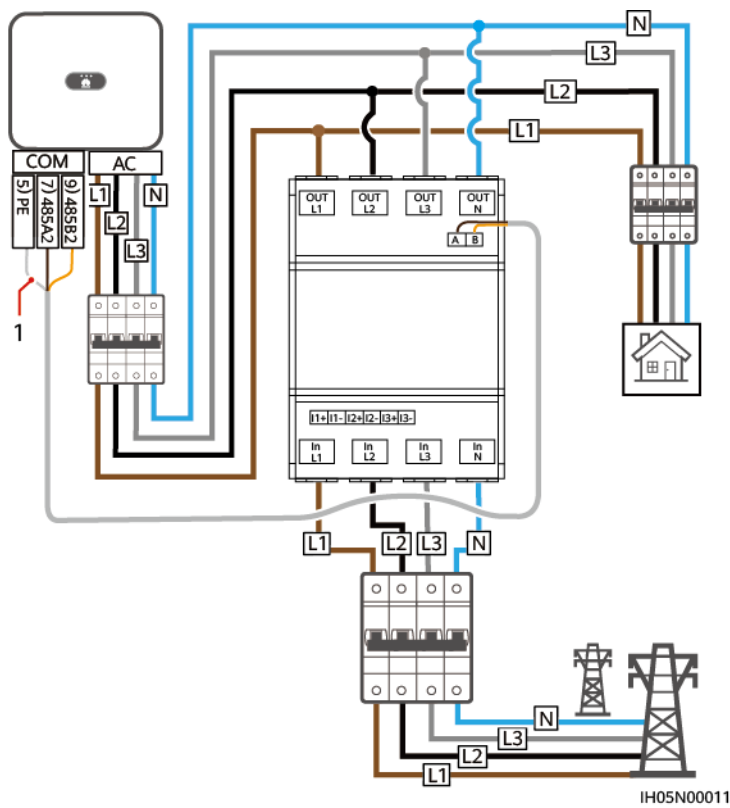 N
L3
L2
L1
COM
AC
5) PE
7) 485A2
9) 485B2
L1
L2
L3
N
1
OUT
L1
OUT
L2
OUT
L3
OUT
N
A B
I1+ I1- I2+ I2- I3+ I3-
In
L1
In
L2
In
L3
In
N
L1
L2
L3
N
N
L3
L2
L1
IH05N00011